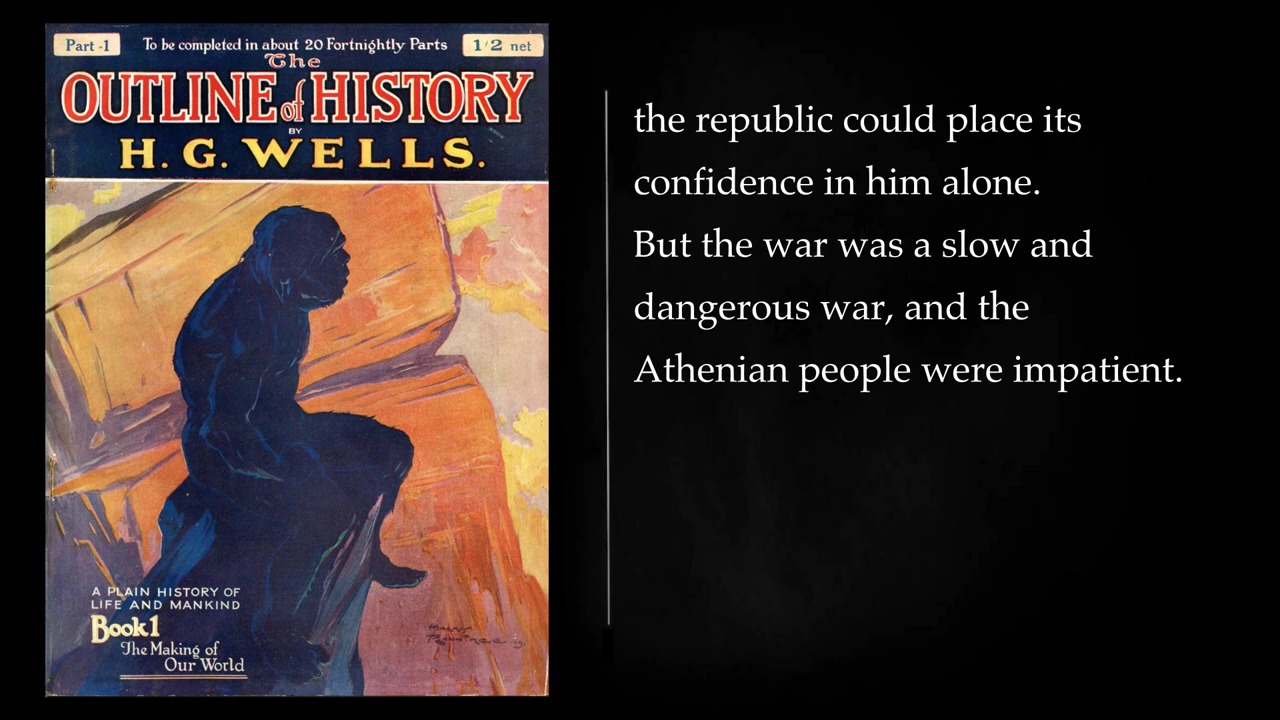 Part -1
To be completed in about 20 Fortnightly Parts
1/2 net
The
OUTLINE of HISTORY
BY
H. G. WELLS.
A PLAIN HISTORY OF
LIFE AND MANKIND
Book 1
The Making of
Our World
the republic could place its
confidence in him alone.
But the war was a slow and
dangerous war, and the
Athenian people were impatient.